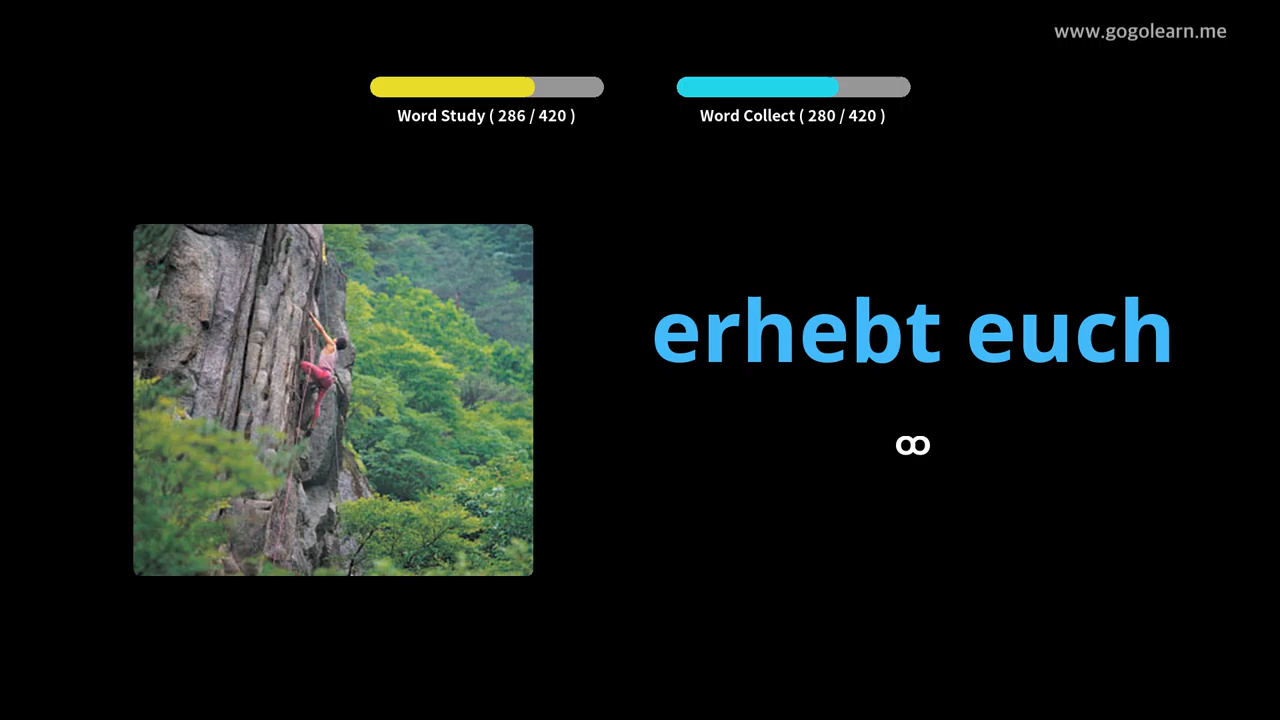 www.gogolearn.me
Word Study ( 286 / 420 )
Word Collect ( 280 / 420 )
erhebt euch
∞